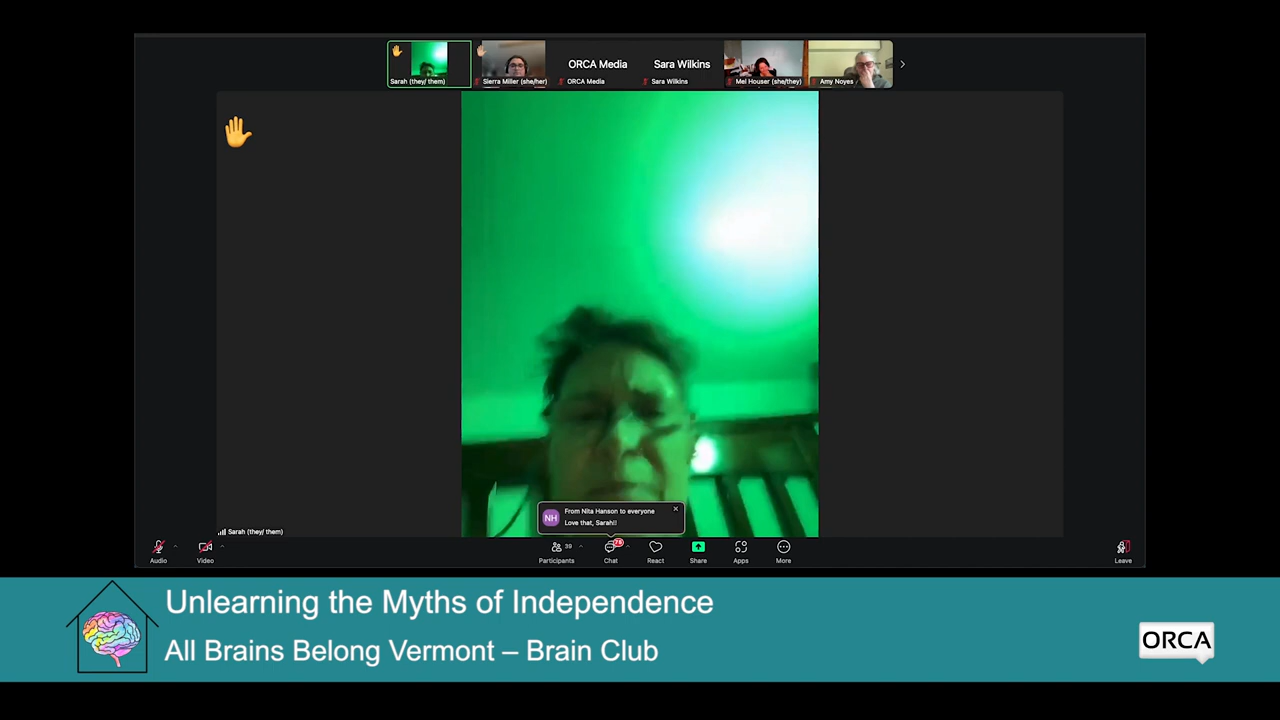 ORCA Media
Sara Wilkins
Sarah (they/ them)
Sierra Miller (she/her)
ORCA Media
Sara Wilkins
Mel Houser (she/they)
Amy Noyes
NH
From Nita Hanson to everyone
Love that, Sarah!!
Sarah (they/ them)
39
75
Audio
Video
Participants
Chat
React
Share
Apps
More
Leave
Unlearning the Myths of Independence
All Brains Belong Vermont – Brain Club
ORCA